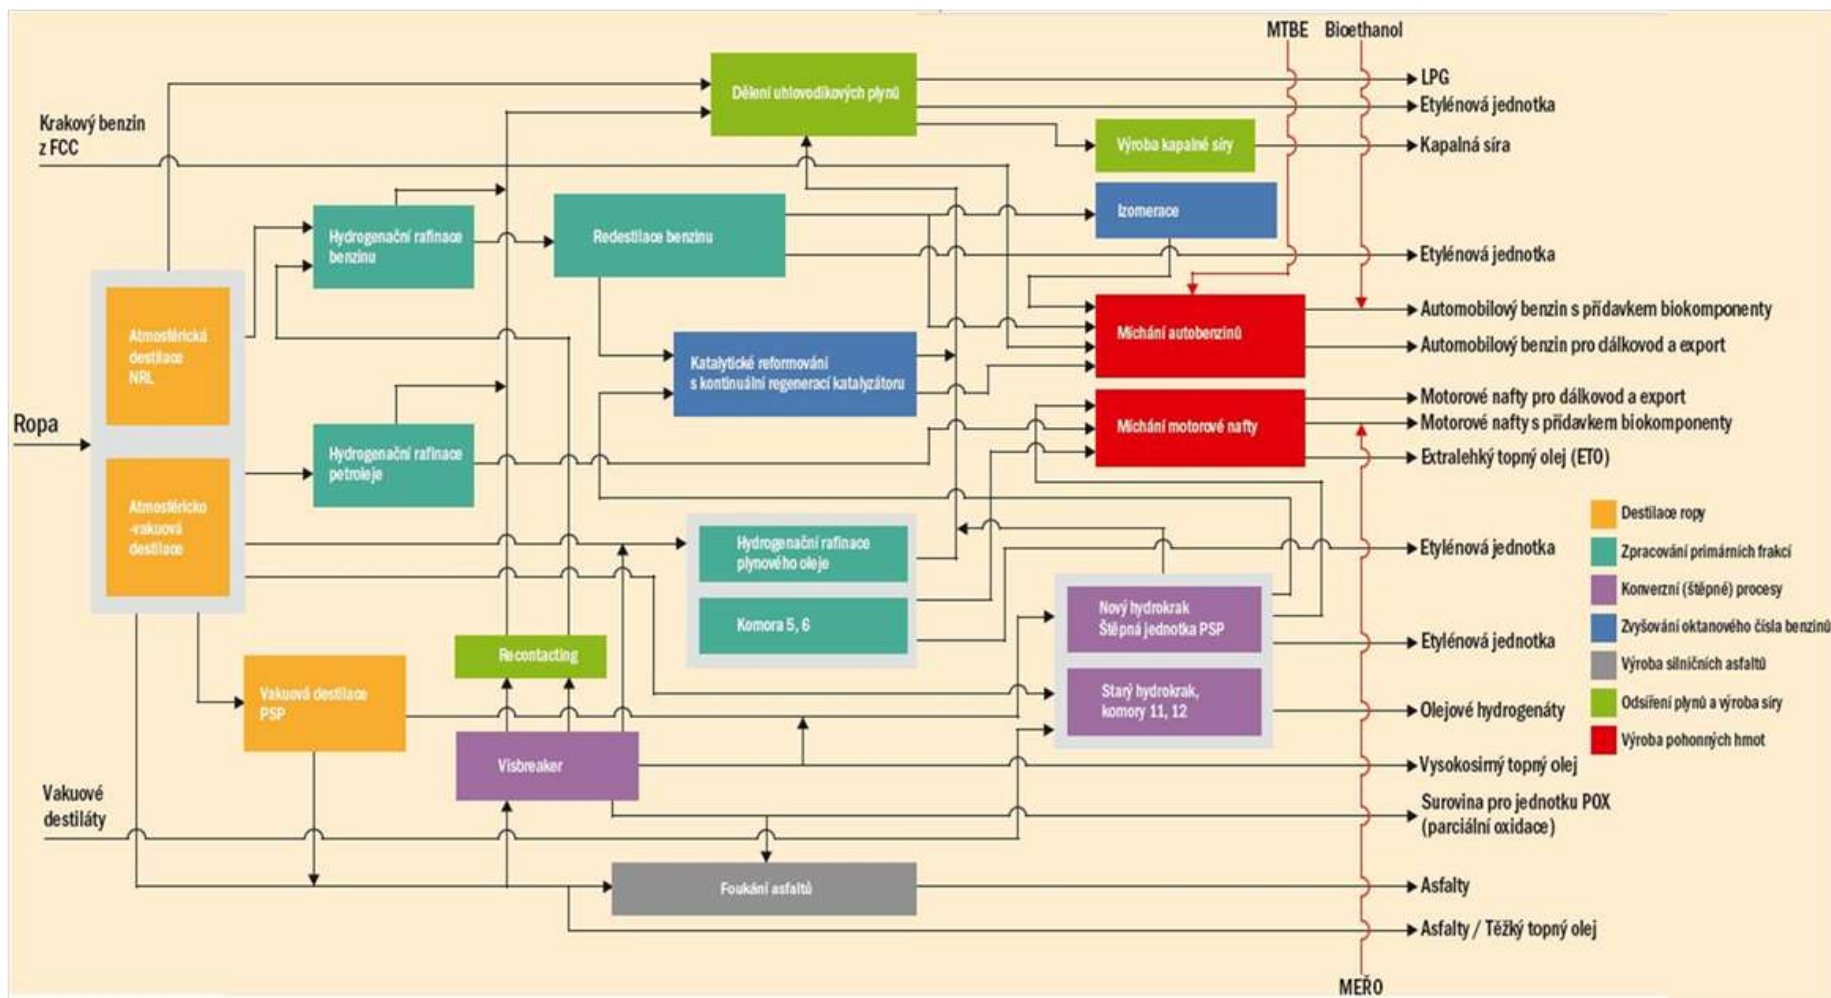 MTBE
Bioethanol
LPG
Dělení uhlovodíkových plynů
Etylénová jednotka
Krakový benzin
z FCC
Výroba kapalné síry
Kapalná síra
Izomerace
Hydrogenační rafinace
benzinu
Redestilace benzinu
Etylénová jednotka
Atmosférická
destilace
NRL
Míchání autobenzinů
Automobilový benzin s přídavkem biokomponenty
Automobilový benzin pro dálkovod a export
Katalytické reformování
s kontinuální regenerací katalyzátoru
Motorové nafty pro dálkovod a export
Ropa
Míchání motorové nafty
Motorové nafty s přídavkem biokomponenty
Hydrogenační rafinace
petroleje
Extralehký topný olej (ETO)
Atmosféricko
-vakuová
destilace
Hydrogenační rafinace
plynového oleje
Etylénová jednotka
Komora 5, 6
Nový hydrokrak
Štěpná jednotka PSP
Etylénová jednotka
Recontacting
Vakuová destilace
PSP
Starý hydrokrak,
komory 11, 12
Olejové hydrogenáty
Visbreaker
Vysokosirný topný olej
Vakuové
destiláty
Surovina pro jednotku POX
(parciální oxidace)
Foukání asfaltů
Asfalty
Asfalty / Těžký topný olej
MEŘO
Destilace ropy
Zpracování primárních frakcí
Konverzní (štěpné) procesy
Zvyšování oktanového čísla benzinů
Výroba silničních asfaltů
Odsíření plynů a výroba síry
Výroba pohonných hmot